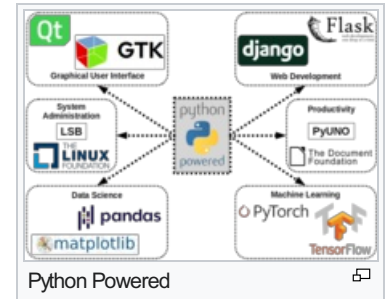 Qt
GTK
Graphical User Interface
Flask
django
Web Development
System
Administration
LSB
THE
LINUX
FOUNDATION
python
powered
Productivity
PyUNO
The Document
Foundation
Data Science
pandas
matplotlib
Machine Learning
PyTorch
TensorFlow
Python Powered